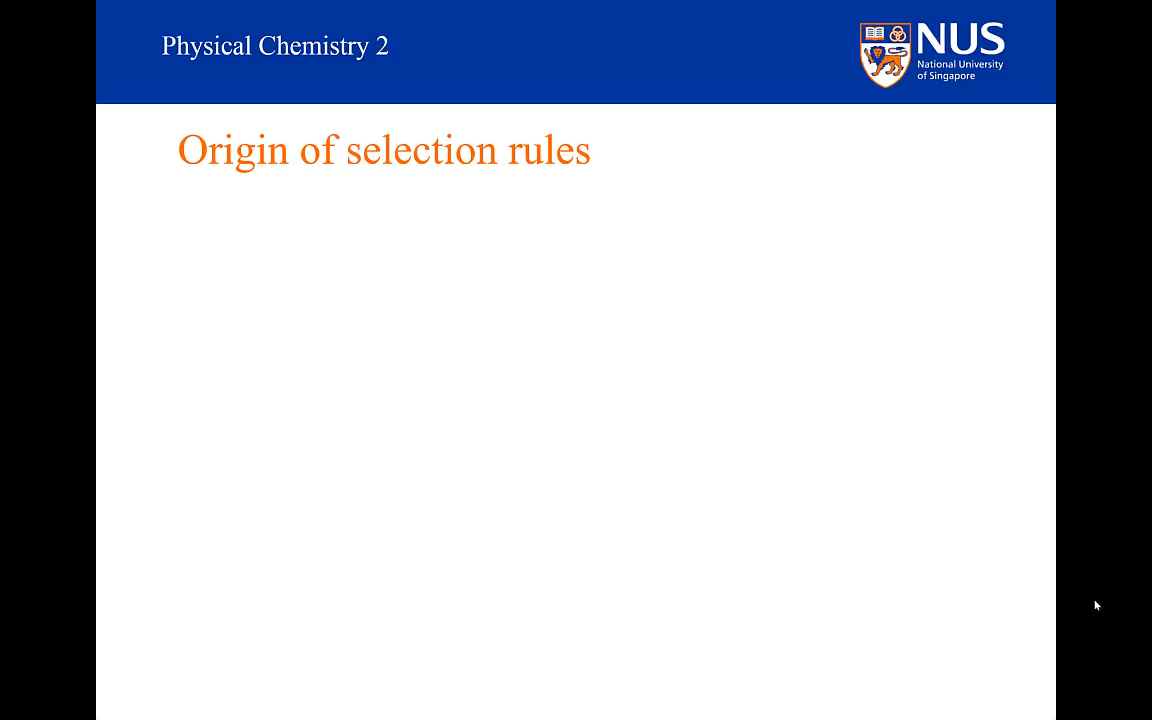 Physical Chemistry 2
NUS
National University
of Singapore
Origin of selection rules